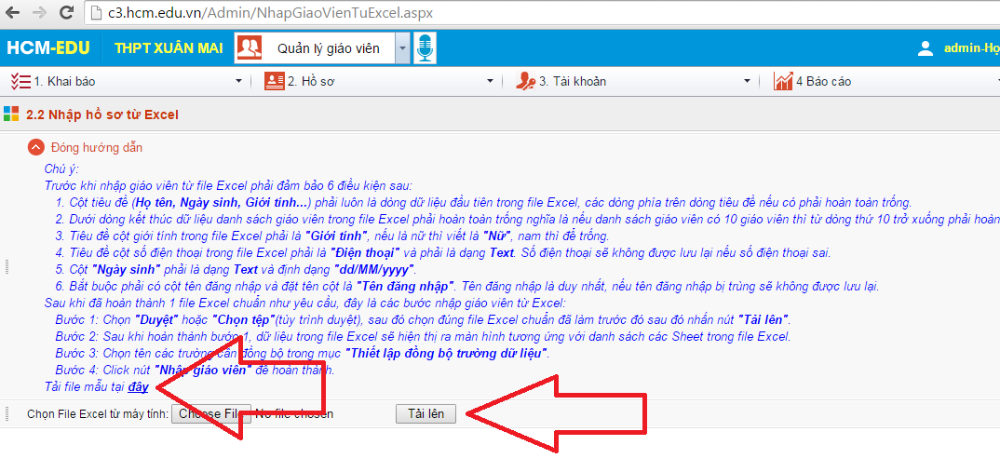 c3.hcm.edu.vn/Admin/NhapGiaoVienTuExcel.aspx
HCM-EDU THPT XUÂN MAI Quản lý giáo viên admin-Họ
1. Khai báo 2. Hồ sơ 3. Tài khoản 4 Báo cáo
2.2 Nhập hồ sơ từ Excel
Đóng hướng dẫn
Chú ý:
Trước khi nhập giáo viên từ file Excel phải đảm bảo 6 điều kiện sau:
1. Cột tiêu đề (Họ tên, Ngày sinh, Giới tính...) phải luôn là dòng dữ liệu đầu tiên trong file Excel, các dòng phía trên dòng tiêu đề nếu có phải hoàn toàn trống.
2. Dưới dòng kết thúc dữ liệu danh sách giáo viên trong file Excel phải hoàn toàn trống nghĩa là nếu danh sách giáo viên có 10 giáo viên thì từ dòng thứ 10 trở xuống phải hoàn
3. Tiêu đề cột giới tính trong file Excel phải là "Giới tính", nếu là nữ thì viết là "Nữ", nam thì để trống.
4. Tiêu đề cột số điện thoại trong file Excel phải là "Điện thoại" và phải là dạng Text. Số điện thoại sẽ không được lưu lại nếu số điện thoại sai.
5. Cột "Ngày sinh" phải là dạng Text và định dạng "dd/MM/yyyy".
6. Bắt buộc phải có cột tên đăng nhập và đặt tên cột là "Tên đăng nhập". Tên đăng nhập là duy nhất, nếu tên đăng nhập bị trùng sẽ không được lưu lại.
Sau khi đã hoàn thành 1 file Excel chuẩn như yêu cầu, đây là các bước nhập giáo viên từ Excel:
Bước 1: Chọn "Duyệt" hoặc "Chọn tệp"(tùy trình duyệt), sau đó chọn đúng file Excel chuẩn đã làm trước đó sau đó nhấn nút "Tải lên".
Bước 2: Sau khi hoàn thành bước 1, dữ liệu trong file Excel sẽ hiện thị ra màn hình tương ứng với danh sách các Sheet trong file Excel.
Bước 3: Chọn tên các trường cần đồng bộ trong mục "Thiết lập đồng bộ trường dữ liệu".
Bước 4: Click nút "Nhập giáo viên" để hoàn thành.
Tải file mẫu tại đây
Chọn File Excel từ máy tính: Choose File No file chosen Tải lên